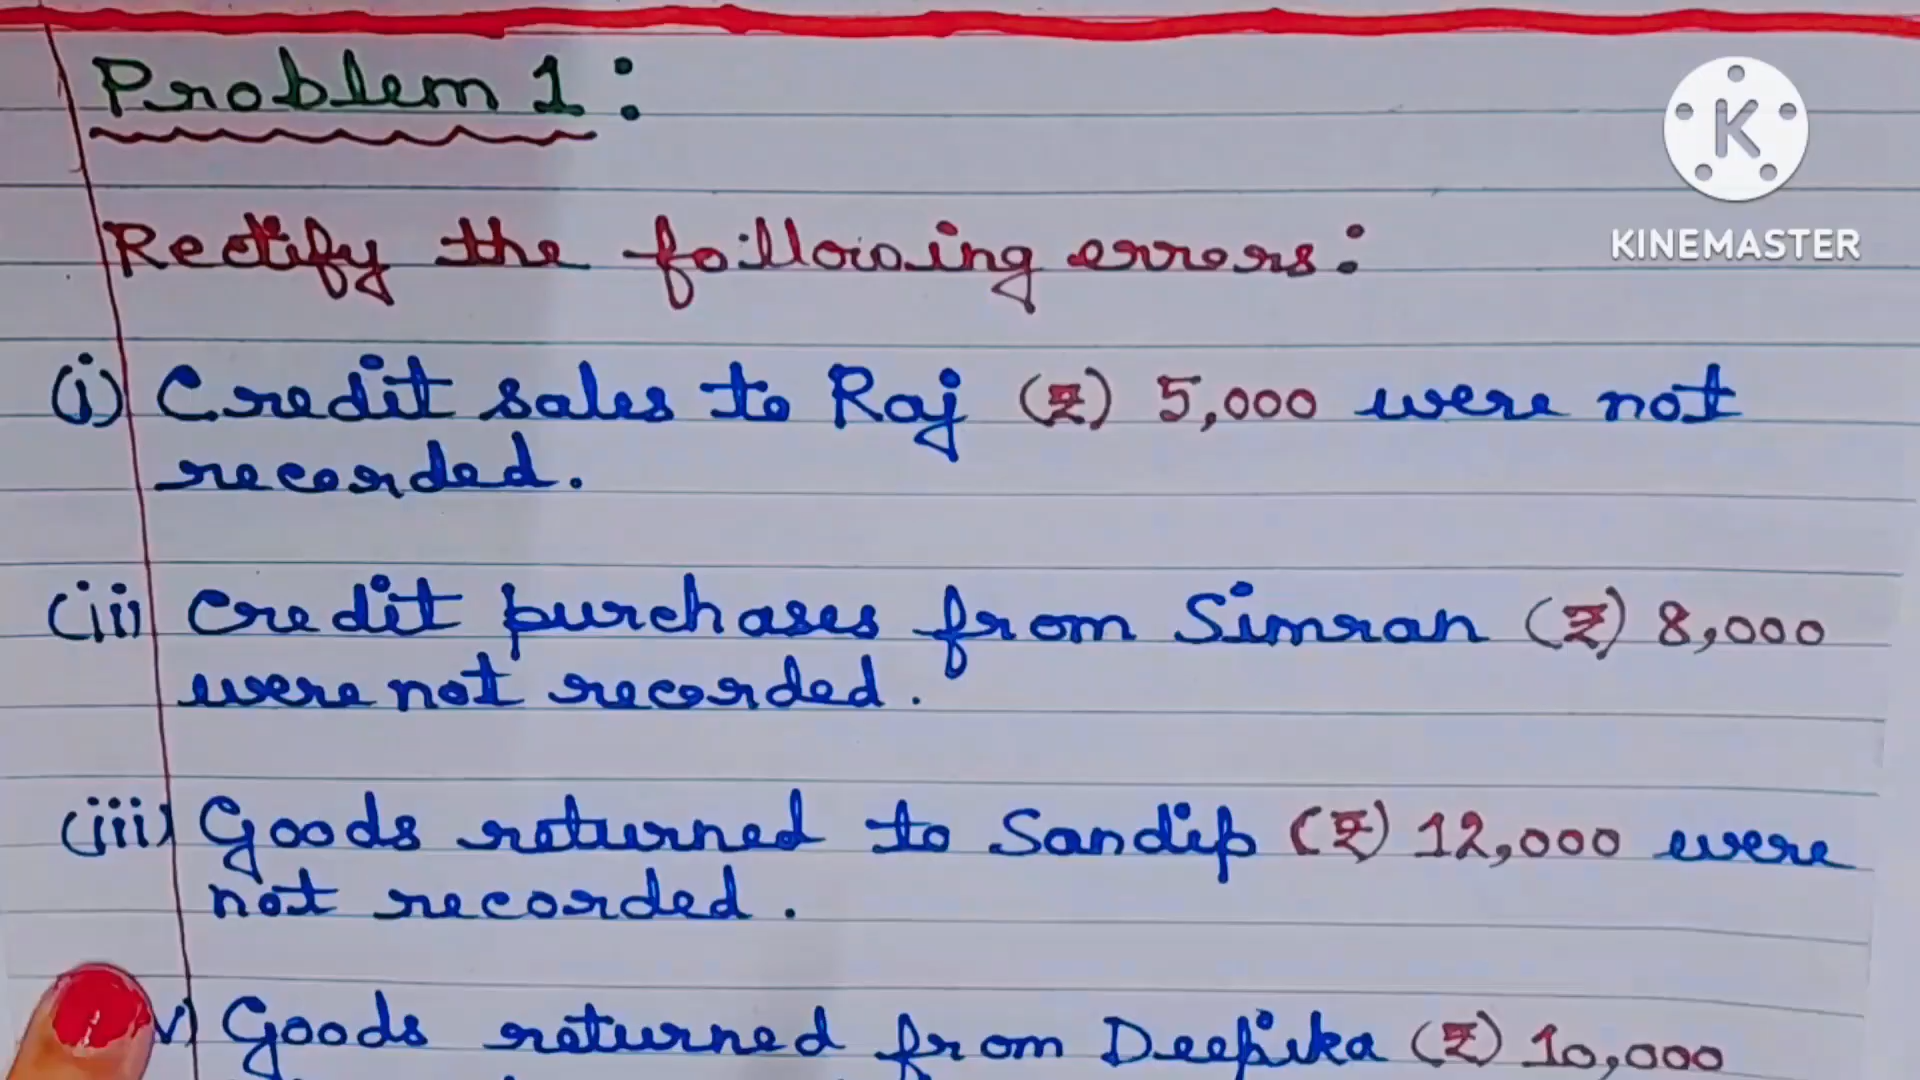 Problem 1:
K
KINEMASTER
Rectify the following errors:
(i) Credit sales to Raj (₹) 5,000 were not
recorded.
(ii) Credit purchases from Simran (₹) 8,000
were not recorded.
(iii) Goods returned to Sandip (₹) 12,000 were
not recorded.
v) Goods returned from Deepika (₹) 10,000